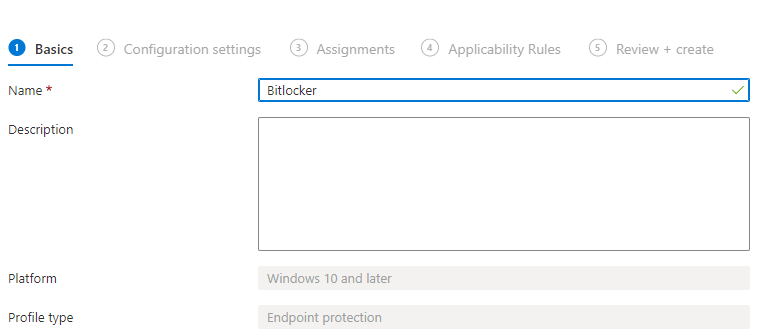 1 Basics 2 Configuration settings 3 Assignments 4 Applicability Rules 5 Review + create
Name * Bitlocker
Description
Platform Windows 10 and later
Profile type Endpoint protection